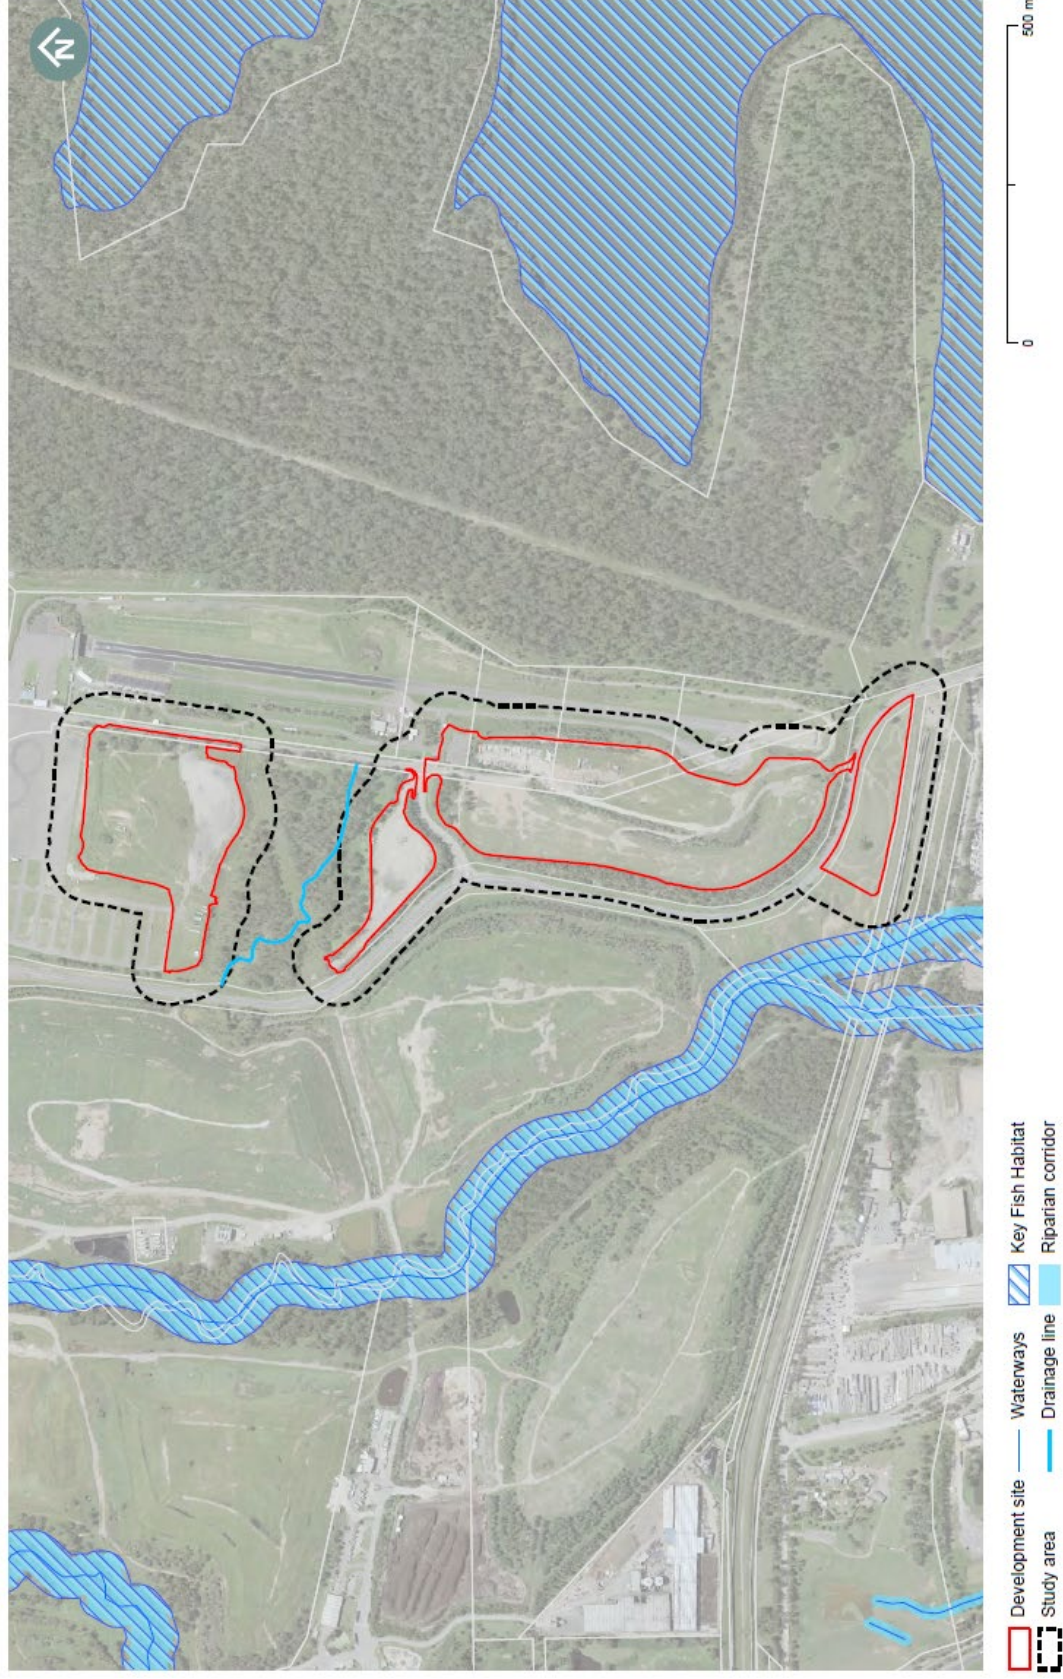 N
0
500 m
Development site
Waterways
Key Fish Habitat
Study area
Drainage line
Riparian corridor